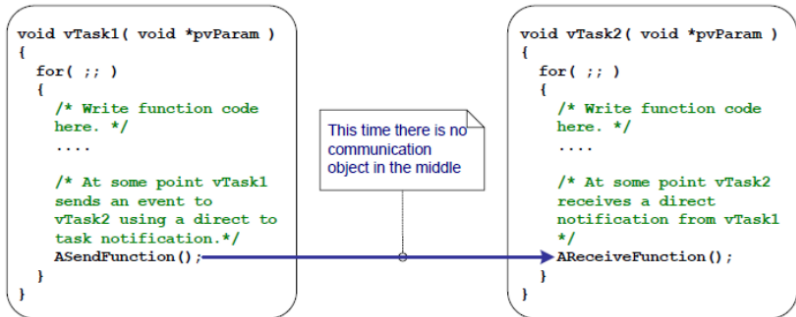 void vTask1( void *pvParam )
{
for( ;; )
{
/* Write function code
here. */
....
/* At some point vTask1
sends an event to
vTask2 using a direct to
task notification.*/
ASendFunction();
}
}
This time there is no
communication
object in the middle
void vTask2( void *pvParam )
{
for( ;; )
{
/* Write function code
here. */
....
/* At some point vTask2
receives a direct
notification from vTask1
*/
AReceiveFunction();
}
}